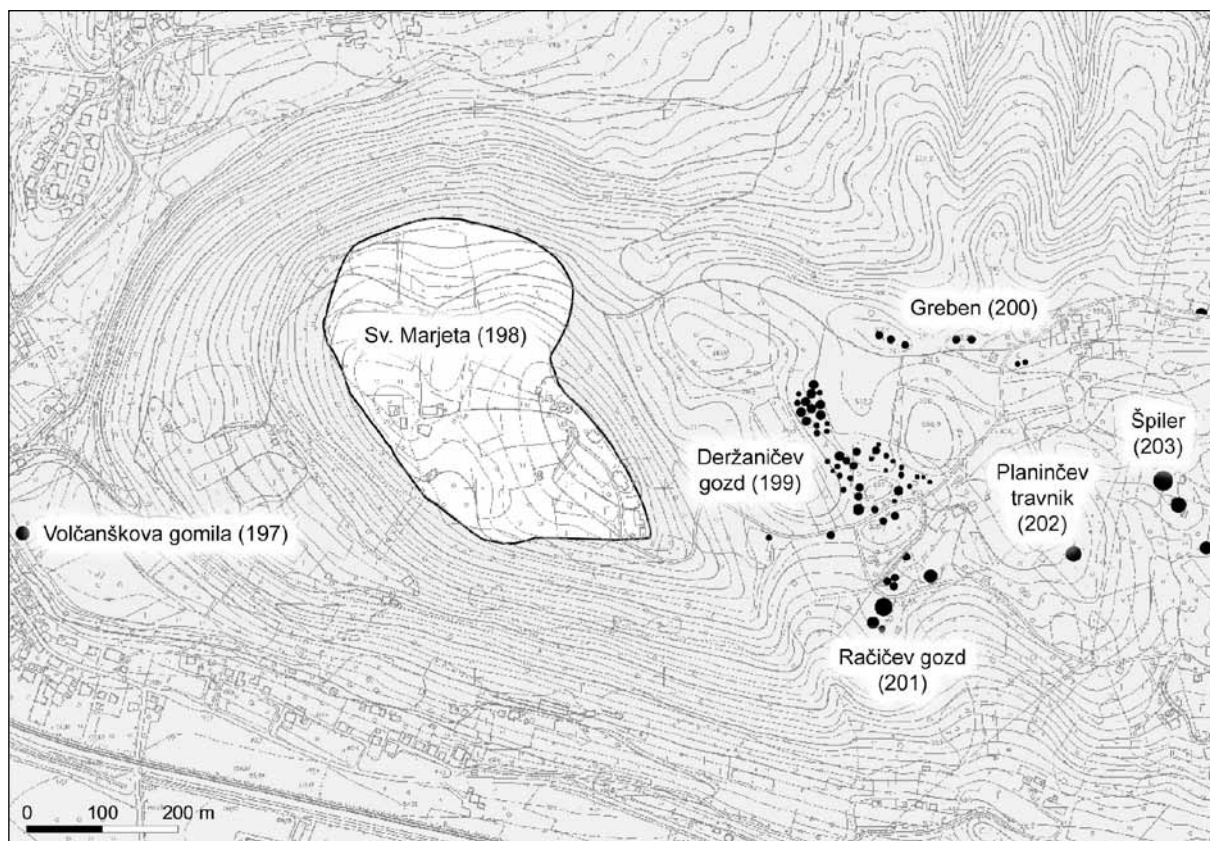 Greben (200)
Sv. Marjeta (198)
Špiler
(203)
Deržaničev
gozd (199)
Planinčev
travnik
(202)
Volčanškova gomila (197)
Račičev gozd
(201)
0 100 200 m